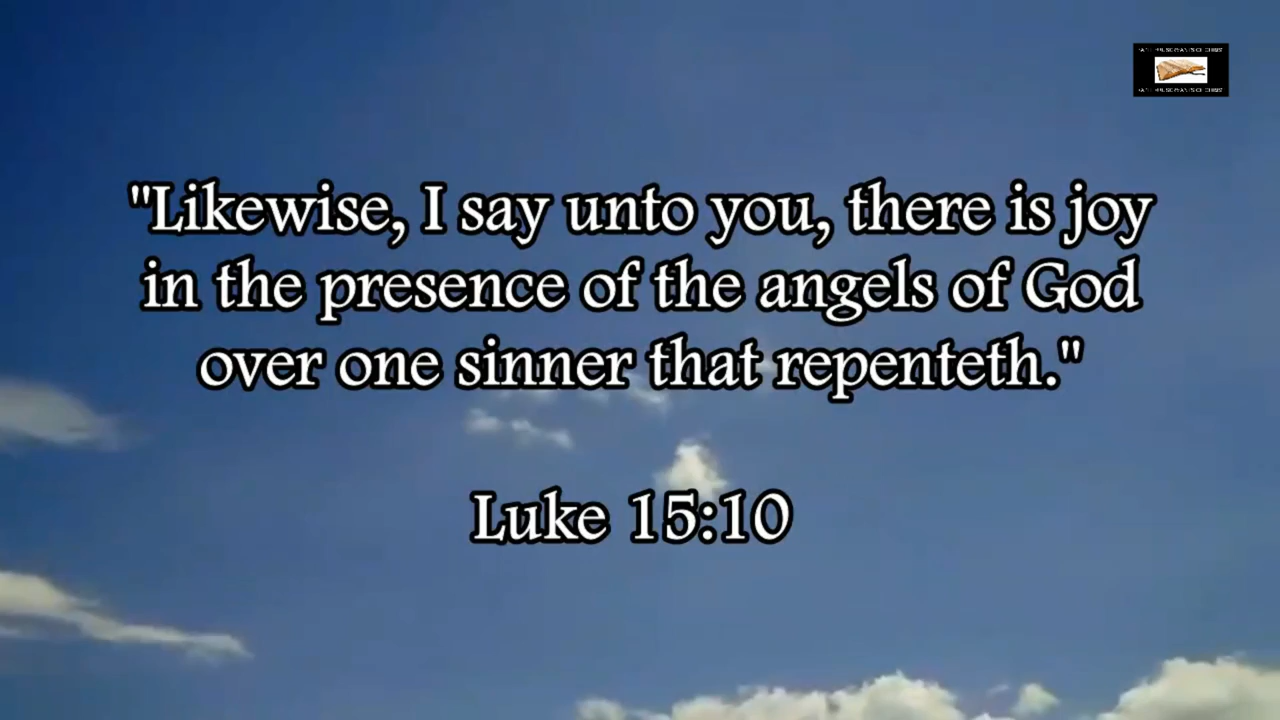 "Likewise, I say unto you, there is joy
in the presence of the angels of God
over one sinner that repenteth."
Luke 15:10